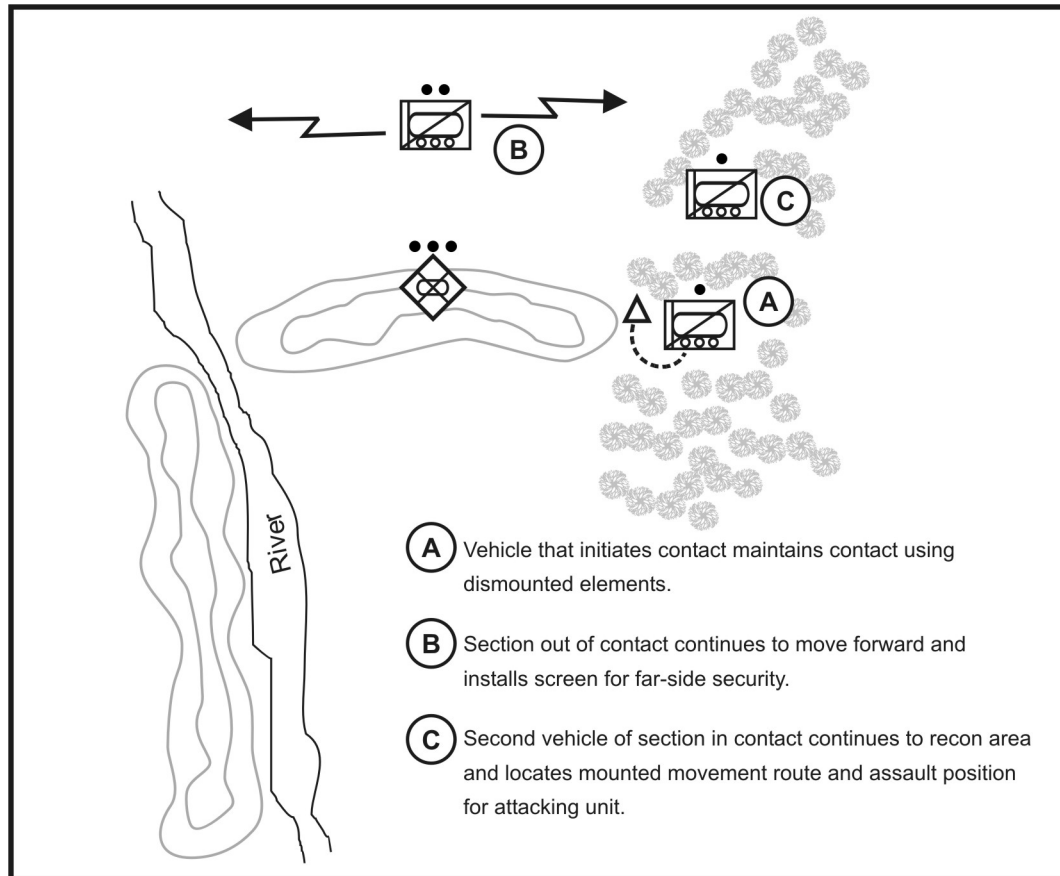 B
C
A
River
A Vehicle that initiates contact maintains contact using
dismounted elements.
B Section out of contact continues to move forward and
installs screen for far-side security.
C Second vehicle of section in contact continues to recon area
and locates mounted movement route and assault position
for attacking unit.